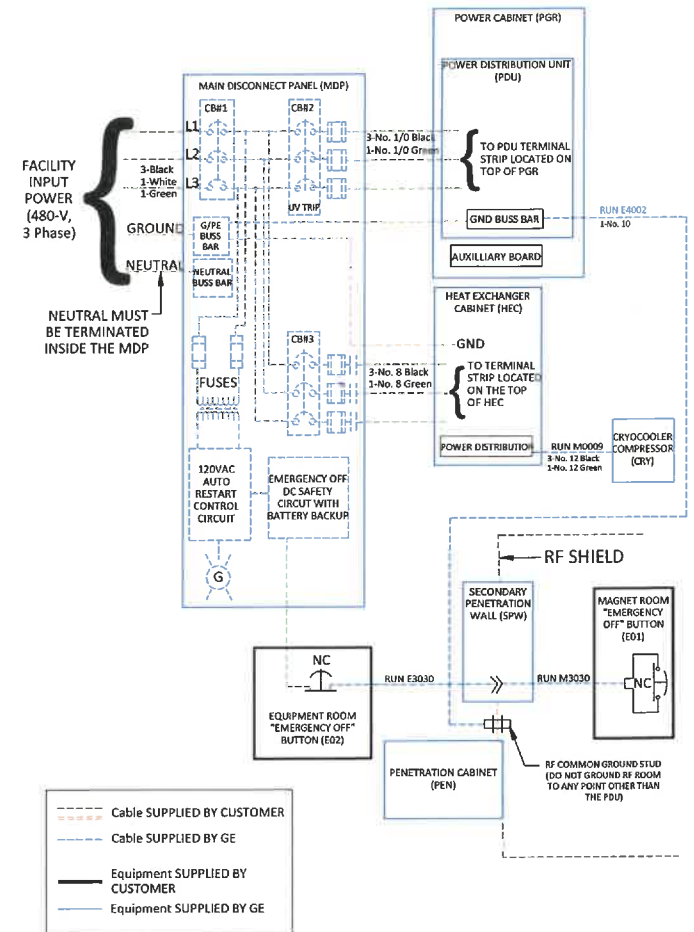 POWER CABINET (PGR)
POWER DISTRIBUTION UNIT
(PDU)
MAIN DISCONNECT PANEL (MDP)
CB#1
CB#2
L1
L2
L3
3-No. 1/0 Black
1-No. 1/0 Green
TO PDU TERMINAL
STRIP LOCATED ON
TOP OF PGR
FACILITY
INPUT
POWER
(480-V,
3 Phase)
3-Black
1-White
1-Green
UV TRIP
GROUND
G/PE
BUSS
BAR
GND BUSS BAR
RUN E4002
1-No. 10
NEUTRAL
NEUTRAL
BUSS BAR
AUXILLIARY BOARD
NEUTRAL MUST
BE TERMINATED
INSIDE THE MDP
HEAT EXCHANGER
CABINET (HEC)
CB#3
GND
3-No. 8 Black
1-No. 8 Green
TO TERMINAL
STRIP LOCATED
ON THE TOP
OF HEC
FUSES
POWER DISTRIBUTION
RUN M0009
3-No. 12 Black
1-No. 12 Green
CRYOCOOLER
COMPRESSOR
(CRY)
120VAC
AUTO
RESTART
CONTROL
CIRCUIT
EMERGENCY OFF
DC SAFETY
CIRCUT WITH
BATTERY BACKUP
G
RF SHIELD
SECONDARY
PENETRATION
WALL (SPW)
MAGNET ROOM
"EMERGENCY
OFF" BUTTON
(E01)
NC
NC
RUN E3030
RUN M3030
EQUIPMENT ROOM
"EMERGENCY OFF"
BUTTON (E02)
PENETRATION CABINET
(PEN)
RF COMMON GROUND STUD
(DO NOT GROUND RF ROOM
TO ANY POINT OTHER THAN
THE PDU)
Cable SUPPLIED BY CUSTOMER
Cable SUPPLIED BY GE
Equipment SUPPLIED BY
CUSTOMER
Equipment SUPPLIED BY GE